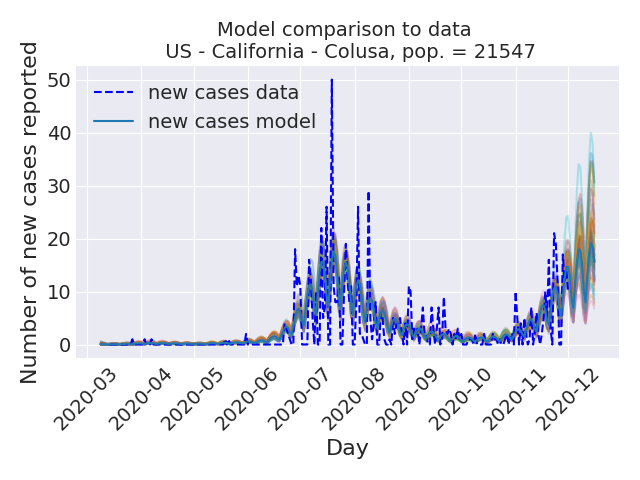 Model comparison to data
US - California - Colusa, pop. = 21547
Number of new cases reported
50
40
30
20
10
0
new cases data
new cases model
2020-03
2020-04
2020-05
2020-06
2020-07
2020-08
2020-09
2020-10
2020-11
2020-12
Day